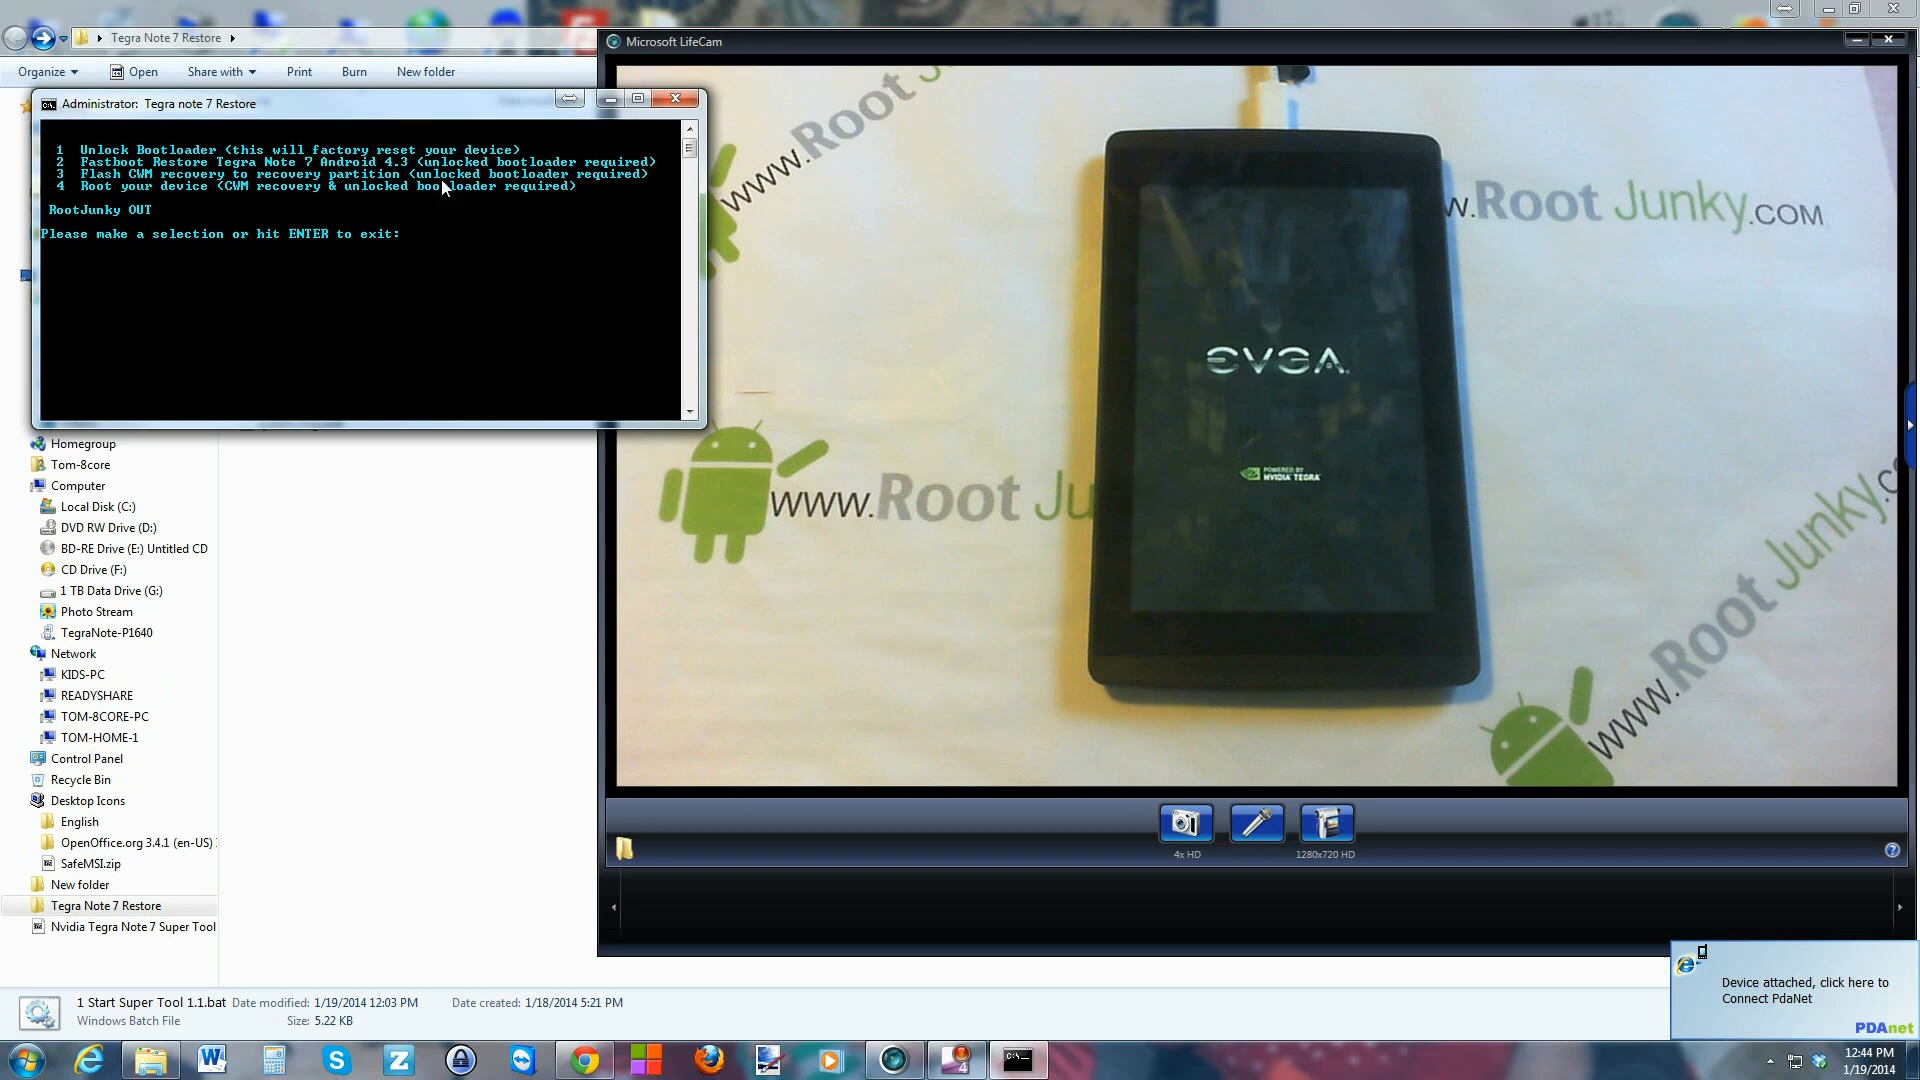 Tegra Note 7 Restore
Organize
Open
Share with
Print
Burn
New folder
Administrator: Tegra note 7 Restore
1 Unlock Bootloader (this will factory reset your device)
2 Fastboot Restore Tegra Note 7 Android 4.3 (unlocked bootloader required)
3 Flash CWM recovery to recovery partition (unlocked bootloader required)
4 Root your device (CWM recovery & unlocked bootloader required)
RootJunky OUT
Please make a selection or hit ENTER to exit:
Homegroup
Tom-8core
Computer
Local Disk (C:)
DVD RW Drive (D:)
BD-RE Drive (E:) Untitled CD
CD Drive (F:)
1 TB Data Drive (G:)
Photo Stream
TegraNote-P1640
Network
KIDS-PC
READYSHARE
TOM-8CORE-PC
TOM-HOME-1
Control Panel
Recycle Bin
Desktop Icons
English
OpenOffice.org 3.4.1 (en-US)
SafeMSI.zip
New folder
Tegra Note 7 Restore
Nvidia Tegra Note 7 Super Tool
Microsoft LifeCam
www.Root Junky
w.Root Junky.COM
EVGA
POWERED BY
NVIDIA TEGRA
www.Root Ju
www.Root Junky.c
4x HD
1280x720 HD
1 Start Super Tool 1.1.bat Date modified: 1/19/2014 12:03 PM Date created: 1/18/2014 5:21 PM
Windows Batch File Size: 5.22 KB
Device attached, click here to
Connect PdaNet
PDAnet
12:44 PM
1/19/2014